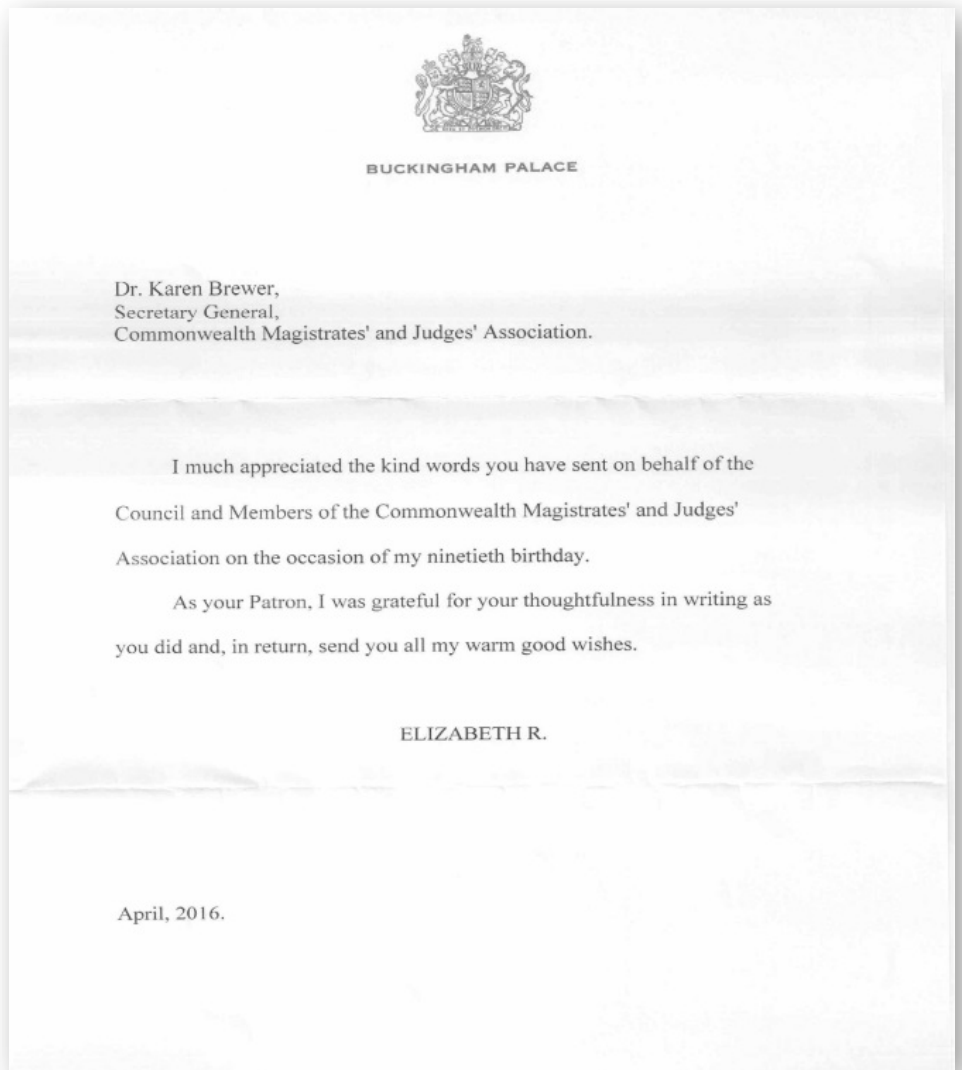 BUCKINGHAM PALACE
Dr. Karen Brewer,
Secretary General,
Commonwealth Magistrates' and Judges' Association.
I much appreciated the kind words you have sent on behalf of the
Council and Members of the Commonwealth Magistrates' and Judges'
Association on the occasion of my ninetieth birthday.
As your Patron, I was grateful for your thoughtfulness in writing as
you did and, in return, send you all my warm good wishes.
ELIZABETH R.
April, 2016.